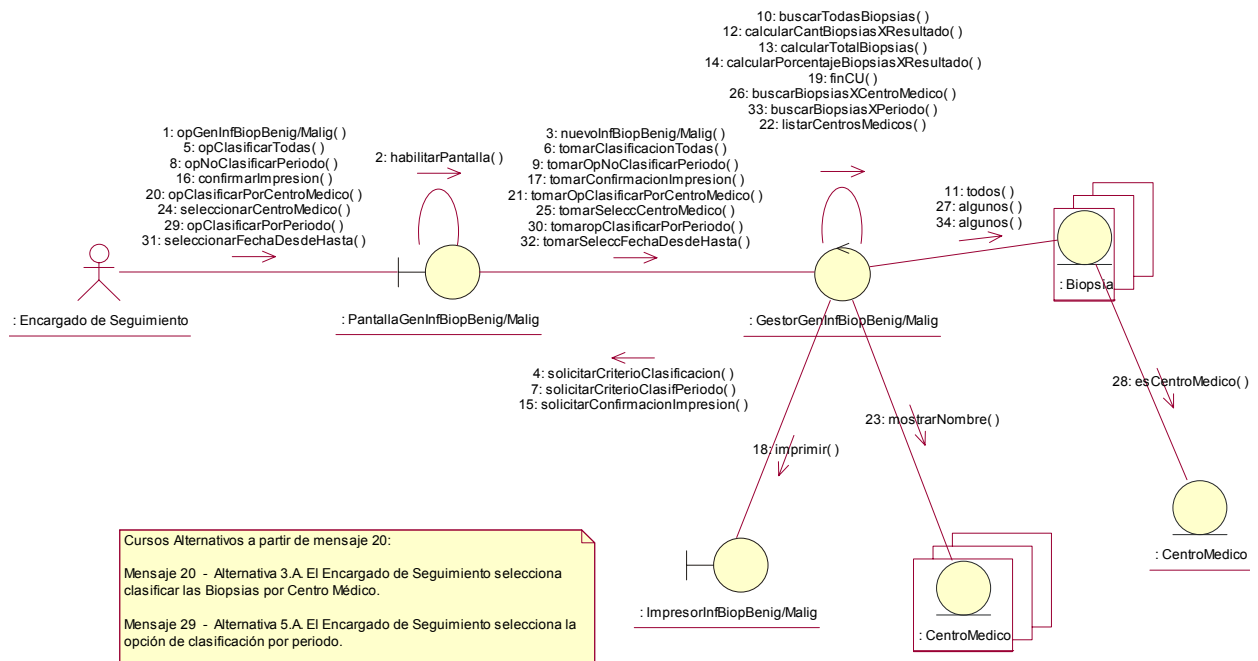 10: buscarTodasBiopsias( )
12: calcularCantBiopsiasXResultado( )
13: calcularTotalBiopsias( )
14: calcularPorcentajeBiopsiasXResultado( )
19: finCU( )
26: buscarBiopsiasXCentroMedico( )
33: buscarBiopsiasXPeriodo( )
22: listarCentrosMedicos( )
1: opGenInfBiopBenig/Malig( )
5: opClasificarTodas( )
8: opNoClasificarPeriodo( )
16: confirmarImpresion( )
20: opClasificarPorCentroMedico( )
24: seleccionarCentroMedico( )
29: opClasificarPorPeriodo( )
31: seleccionarFechaDesdeHasta( )
2: habilitarPantalla( )
3: nuevoInfBiopBenig/Malig( )
6: tomarClasificacionTodas( )
9: tomarOpNoClasificarPeriodo( )
17: tomarConfirmacionImpresion( )
21: tomarOpClasificarPorCentroMedico( )
25: tomarSeleccCentroMedico( )
30: tomaropClasificarPorPeriodo( )
32: tomarSeleccFechaDesdeHasta( )
11: todos( )
27: algunos( )
34: algunos( )
: Encargado de Seguimiento
: PantallaGenInfBiopBenig/Malig
: GestorGenInfBiopBenig/Malig
: Biopsia
4: solicitarCriterioClasificacion( )
7: solicitarCriterioClasifPeriodo( )
15: solicitarConfirmacionImpresion( )
28: esCentroMedico( )
23: mostrarNombre( )
18: imprimir( )
: CentroMedico
: ImpresorInfBiopBenig/Malig
: CentroMedico
Cursos Alternativos a partir de mensaje 20:
Mensaje 20 - Alternativa 3.A. El Encargado de Seguimiento selecciona
clasificar las Biopsias por Centro Médico.
Mensaje 29 - Alternativa 5.A. El Encargado de Seguimiento selecciona la
opción de clasificación por periodo.